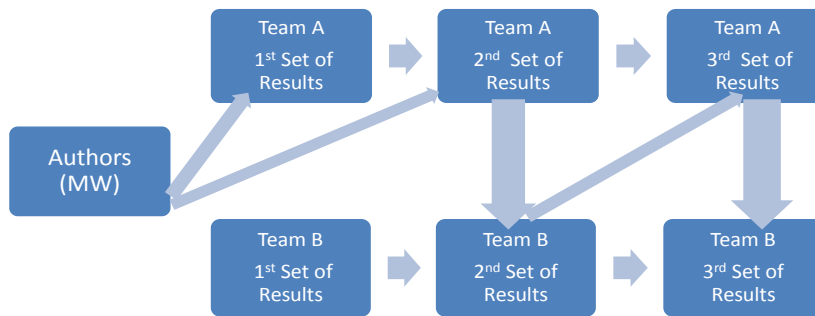 Team A
1st Set of
Results
Team A
2nd Set of
Results
Team A
3rd Set of
Results
Authors
(MW)
Team B
1st Set of
Results
Team B
2nd Set of
Results
Team B
3rd Set of
Results